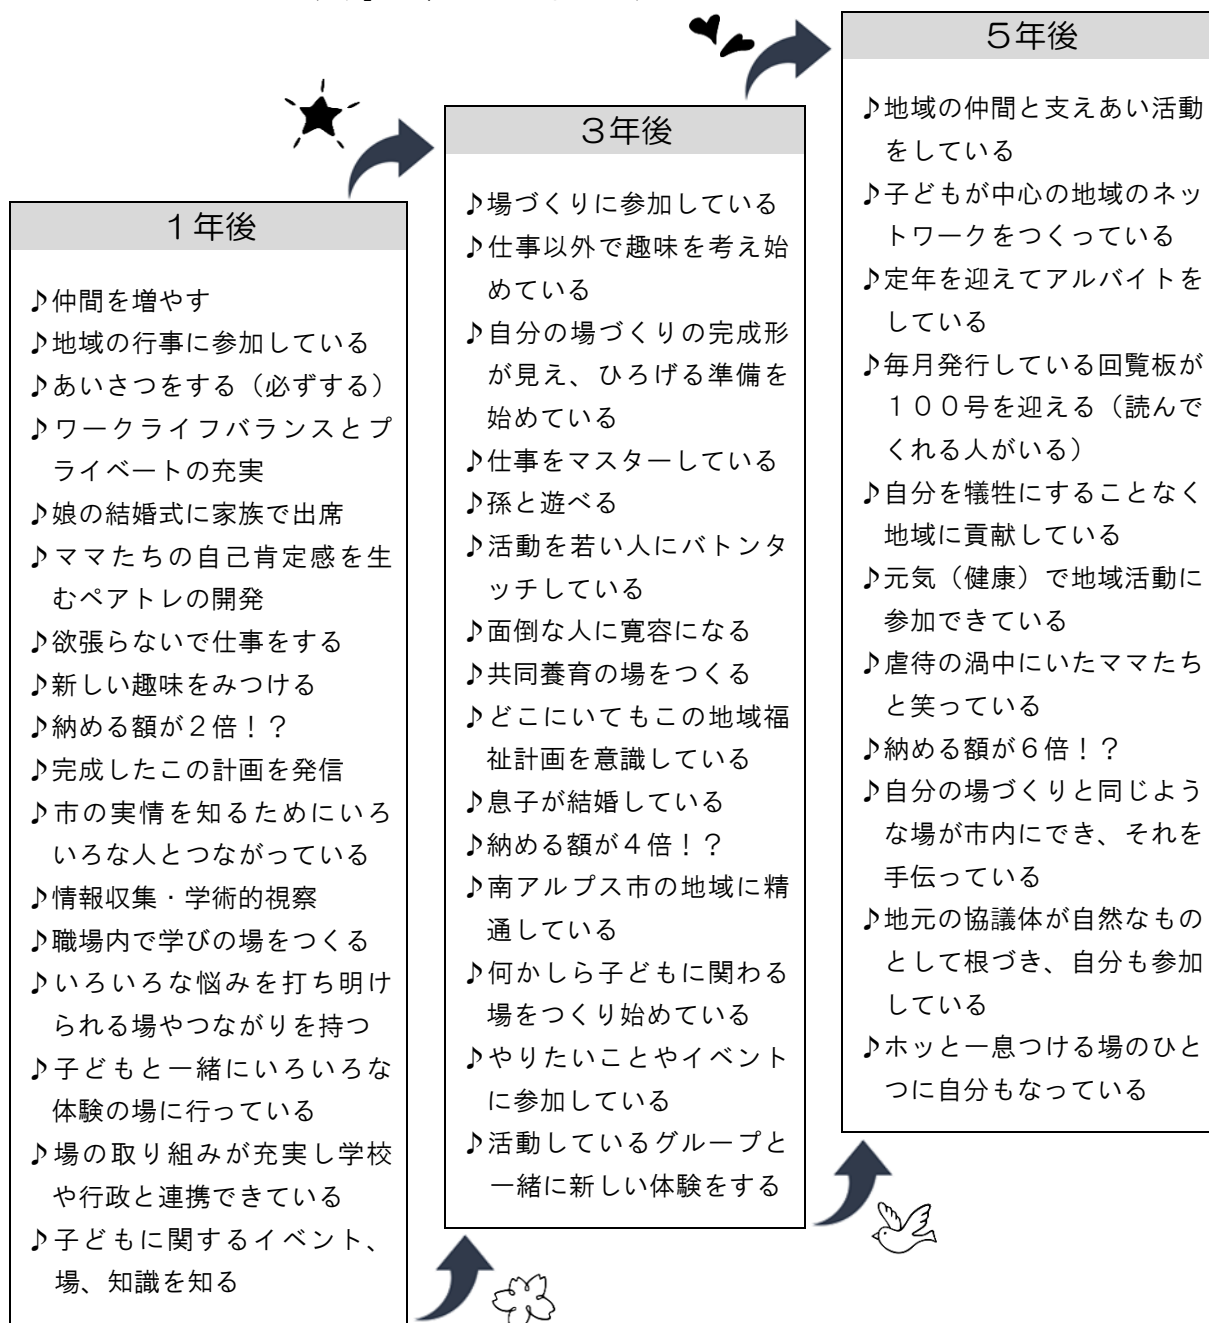 1年後
♪仲間を増やす
♪地域の行事に参加している
♪あいさつをする（必ずする）
♪ワークライフバランスとプ
ライベートの充実
♪娘の結婚式に家族で出席
♪ママたちの自己肯定感を生
むペアトレの開発
♪欲張らないで仕事をする
♪新しい趣味をみつける
♪納める額が２倍！？
♪完成したこの計画を発信
♪市の実情を知るためにいろ
いろな人とつながっている
♪情報収集・学術的視察
♪職場内で学びの場をつくる
♪いろいろな悩みを打ち明け
られる場やつながりを持つ
♪子どもと一緒にいろいろな
体験の場に行っている
♪場の取り組みが充実し学校
や行政と連携できている
♪子どもに関するイベント、
場、知識を知る
３年後
♪場づくりに参加している
♪仕事以外で趣味を考え始
めている
♪自分の場づくりの完成形
が見え、ひろげる準備を
始めている
♪仕事をマスターしている
♪孫と遊べる
♪活動を若い人にバトンタ
ッチしている
♪面倒な人に寛容になる
♪共同養育の場をつくる
♪どこにいてもこの地域福
祉計画を意識している
♪息子が結婚している
♪納める額が４倍！？
♪南アルプス市の地域に精
通している
♪何かしら子どもに関わる
場をつくり始めている
♪やりたいことやイベント
に参加している
♪活動しているグループと
一緒に新しい体験をする
５年後
♪地域の仲間と支えあい活動
をしている
♪子どもが中心の地域のネッ
トワークをつくっている
♪定年を迎えてアルバイトを
している
♪毎月発行している回覧板が
１００号を迎える（読んで
くれる人がいる）
♪自分を犠牲にすることなく
地域に貢献している
♪元気（健康）で地域活動に
参加できている
♪虐待の渦中にいたママたち
と笑っている
♪納める額が６倍！？
♪自分の場づくりと同じよう
な場が市内にでき、それを
手伝っている
♪地元の協議体が自然なもの
として根づき、自分も参加
している
♪ホッと一息つける場のひと
つに自分もなっている